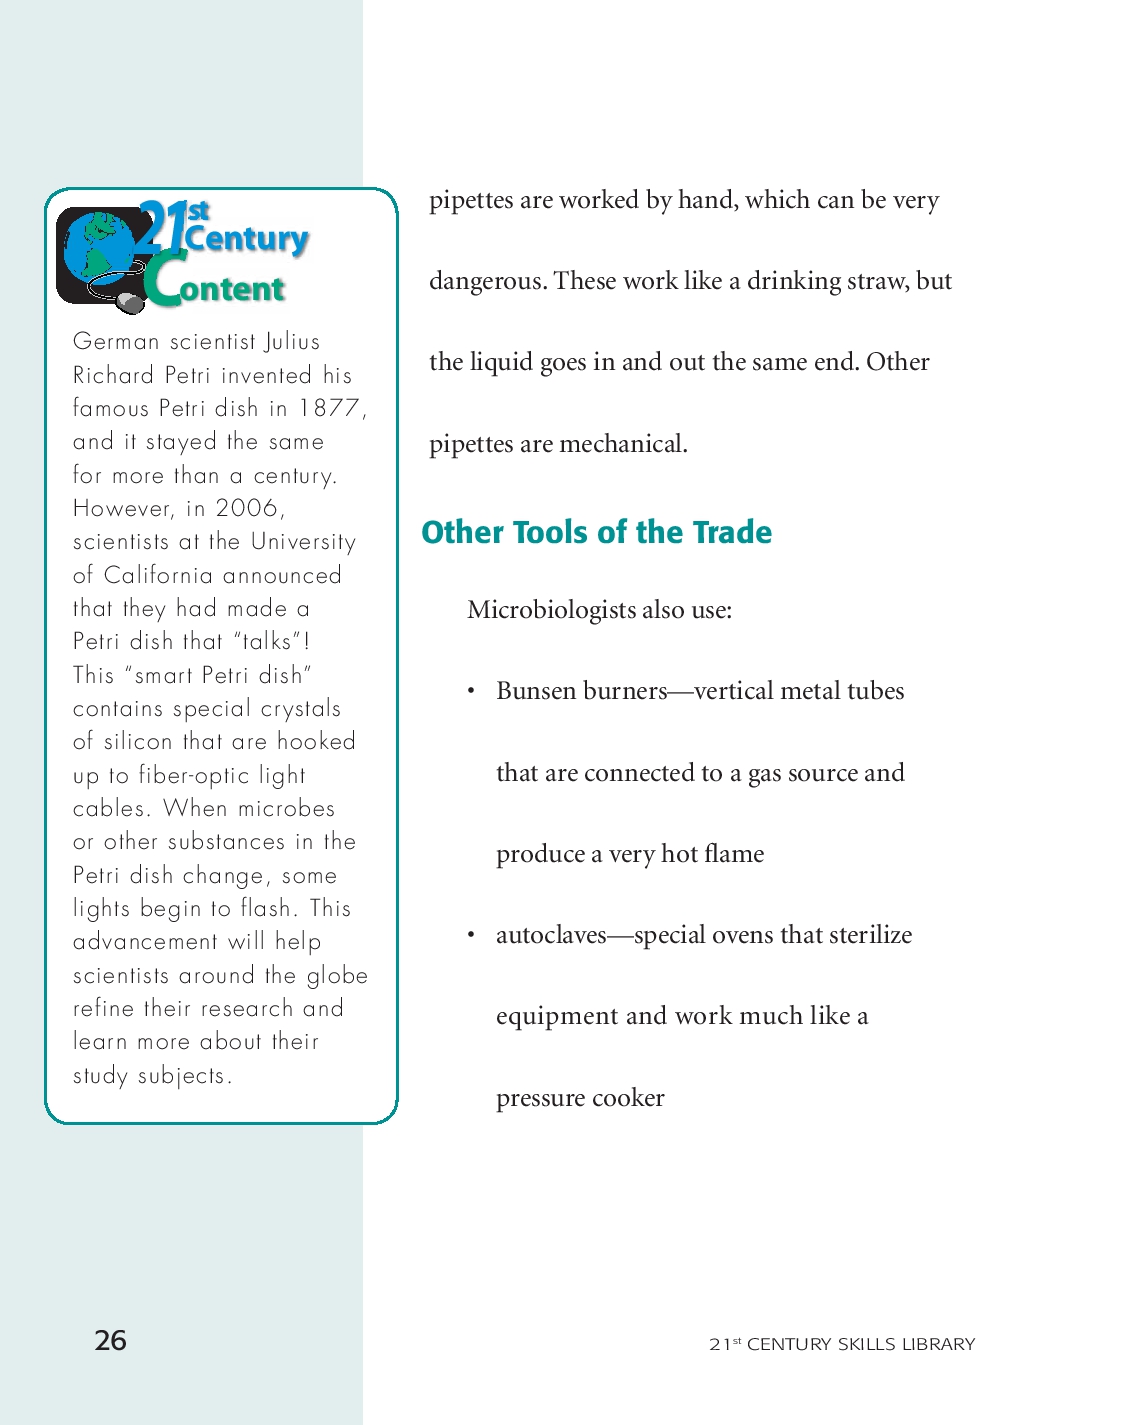 21st
Century
Content
German scientist Julius
Richard Petri invented his
famous Petri dish in 1877,
and it stayed the same
for more than a century.
However, in 2006,
scientists at the University
of California announced
that they had made a
Petri dish that “talks”!
This “smart Petri dish”
contains special crystals
of silicon that are hooked
up to fiber-optic light
cables. When microbes
or other substances in the
Petri dish change, some
lights begin to flash. This
advancement will help
scientists around the globe
refine their research and
learn more about their
study subjects.
pipettes are worked by hand, which can be very
dangerous. These work like a drinking straw, but
the liquid goes in and out the same end. Other
pipettes are mechanical.
Other Tools of the Trade
Microbiologists also use:
• Bunsen burners—vertical metal tubes
that are connected to a gas source and
produce a very hot flame
• autoclaves—special ovens that sterilize
equipment and work much like a
pressure cooker
26
21st CENTURY SKILLS LIBRARY